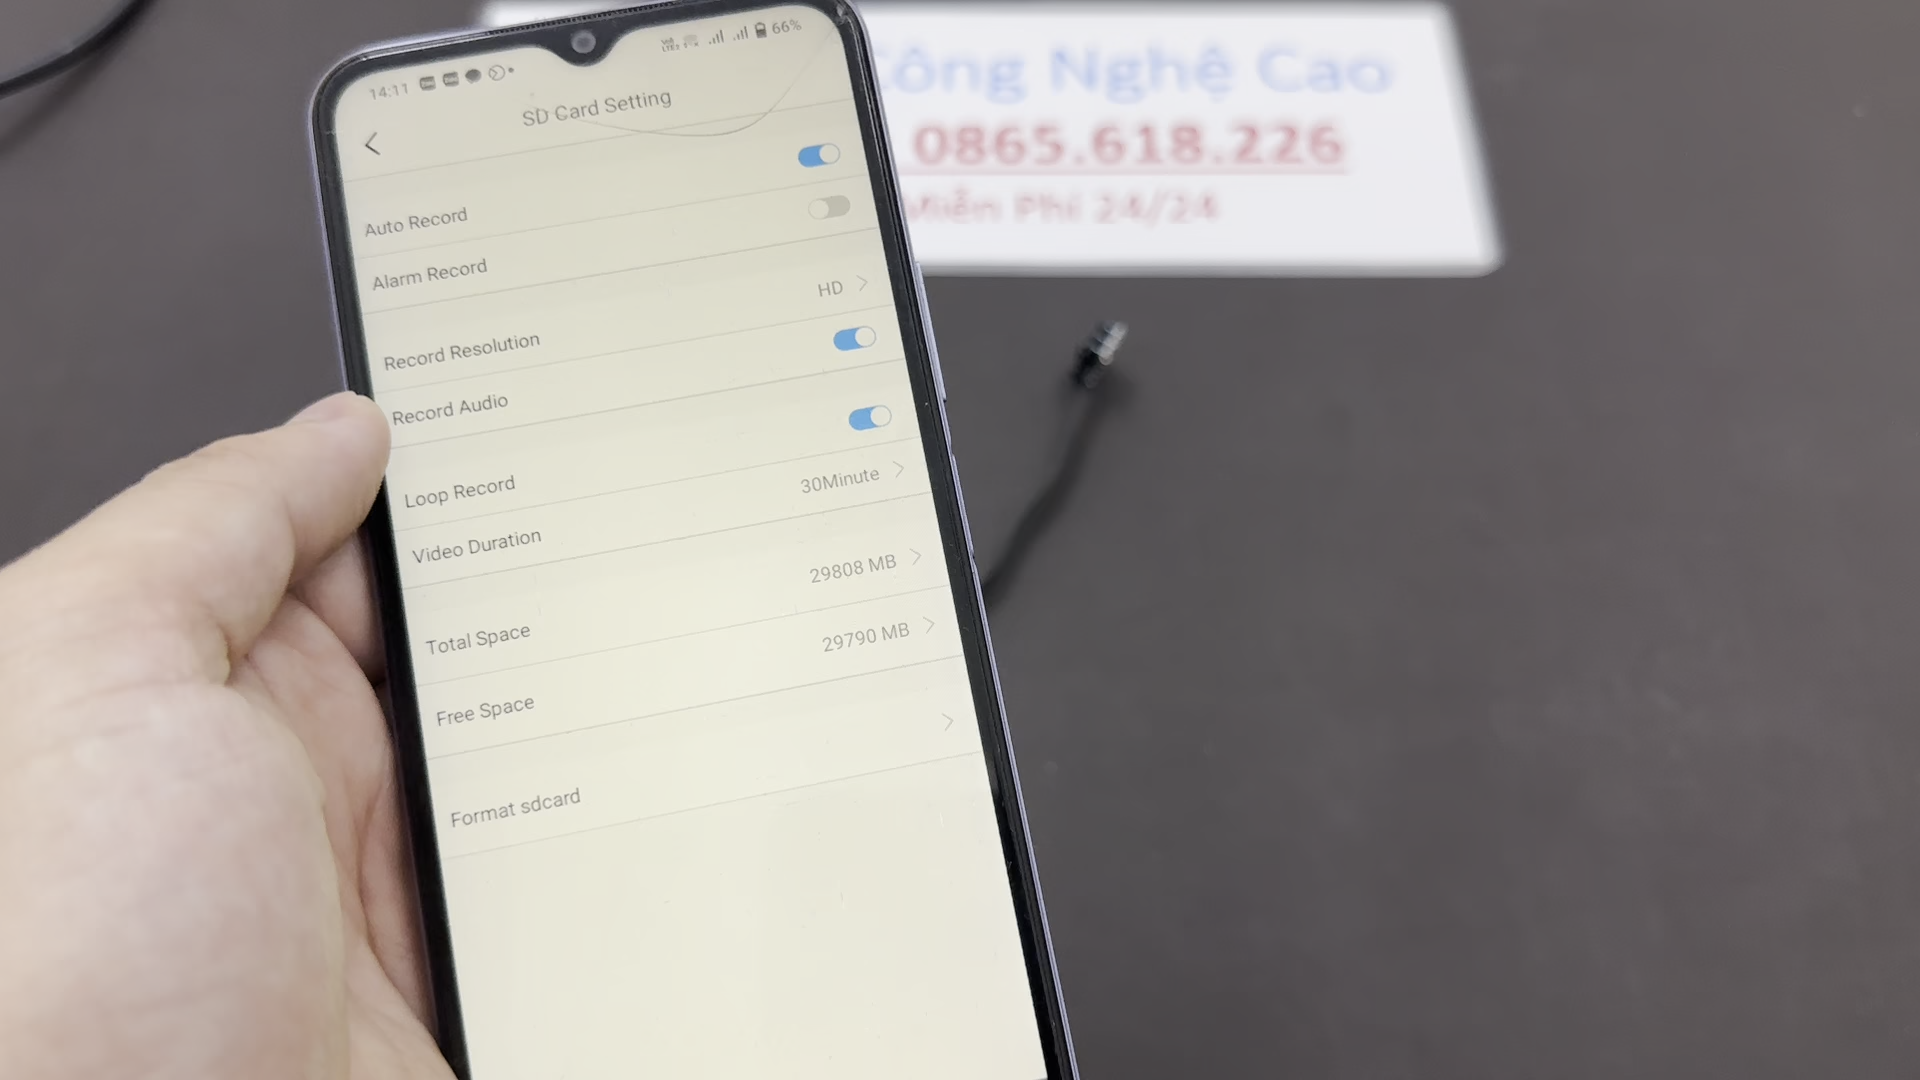 14:11
66%
SD Card Setting
Auto Record
Alarm Record
Record Resolution
HD
Record Audio
Loop Record
Video Duration
30Minute
Total Space
29808 MB
Free Space
29790 MB
Format sdcard
Công Nghệ Cao
0865.618.226
Miễn Phí 24/24